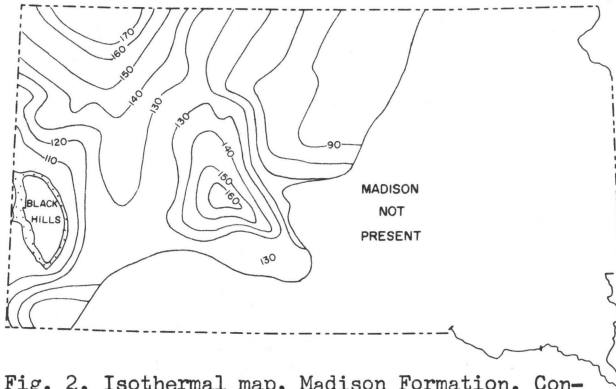 170
160
150
140
130
130
120
110
140
150
160
90
130
BLACK
HILLS
MADISON
NOT
PRESENT
Fig. 2. Isothermal map, Madison Formation. Con-